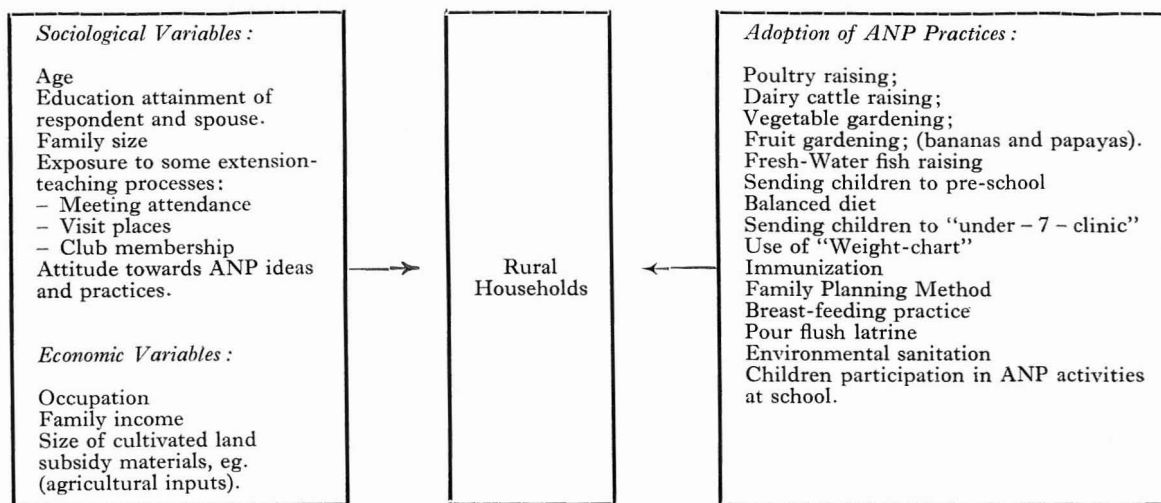 Sociological Variables :
Age
Education attainment of
respondent and spouse.
Family size
Exposure to some extension-
teaching processes:
– Meeting attendance
– Visit places
– Club membership
Attitude towards ANP ideas
and practices.
Economic Variables :
Occupation
Family income
Size of cultivated land
subsidy materials, eg.
(agricultural inputs).
Rural
Households
Adoption of ANP Practices :
Poultry raising;
Dairy cattle raising;
Vegetable gardening;
Fruit gardening; (bananas and papayas).
Fresh-Water fish raising
Sending children to pre-school
Balanced diet
Sending children to "under – 7 – clinic"
Use of "Weight-chart"
Immunization
Family Planning Method
Breast-feeding practice
Pour flush latrine
Environmental sanitation
Children participation in ANP activities
at school.